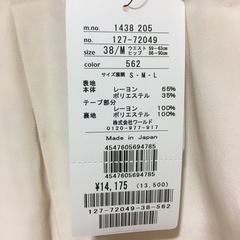 m.no. 1438 205
no. 127-72049
size 38/M ウエスト 59-63cm ヒップ 86-90cm
color 562
サイズ展開 S・M・L
表地
本体 レーヨン 65%
ポリエステル 35%
テープ部分
レーヨン 100%
裏地 ポリエステル 100%
株式会社ワールド
0120-977-917
Made in Japan
4547605694785
4547605694785
¥14,175 (13,500)
127-72049-38-562